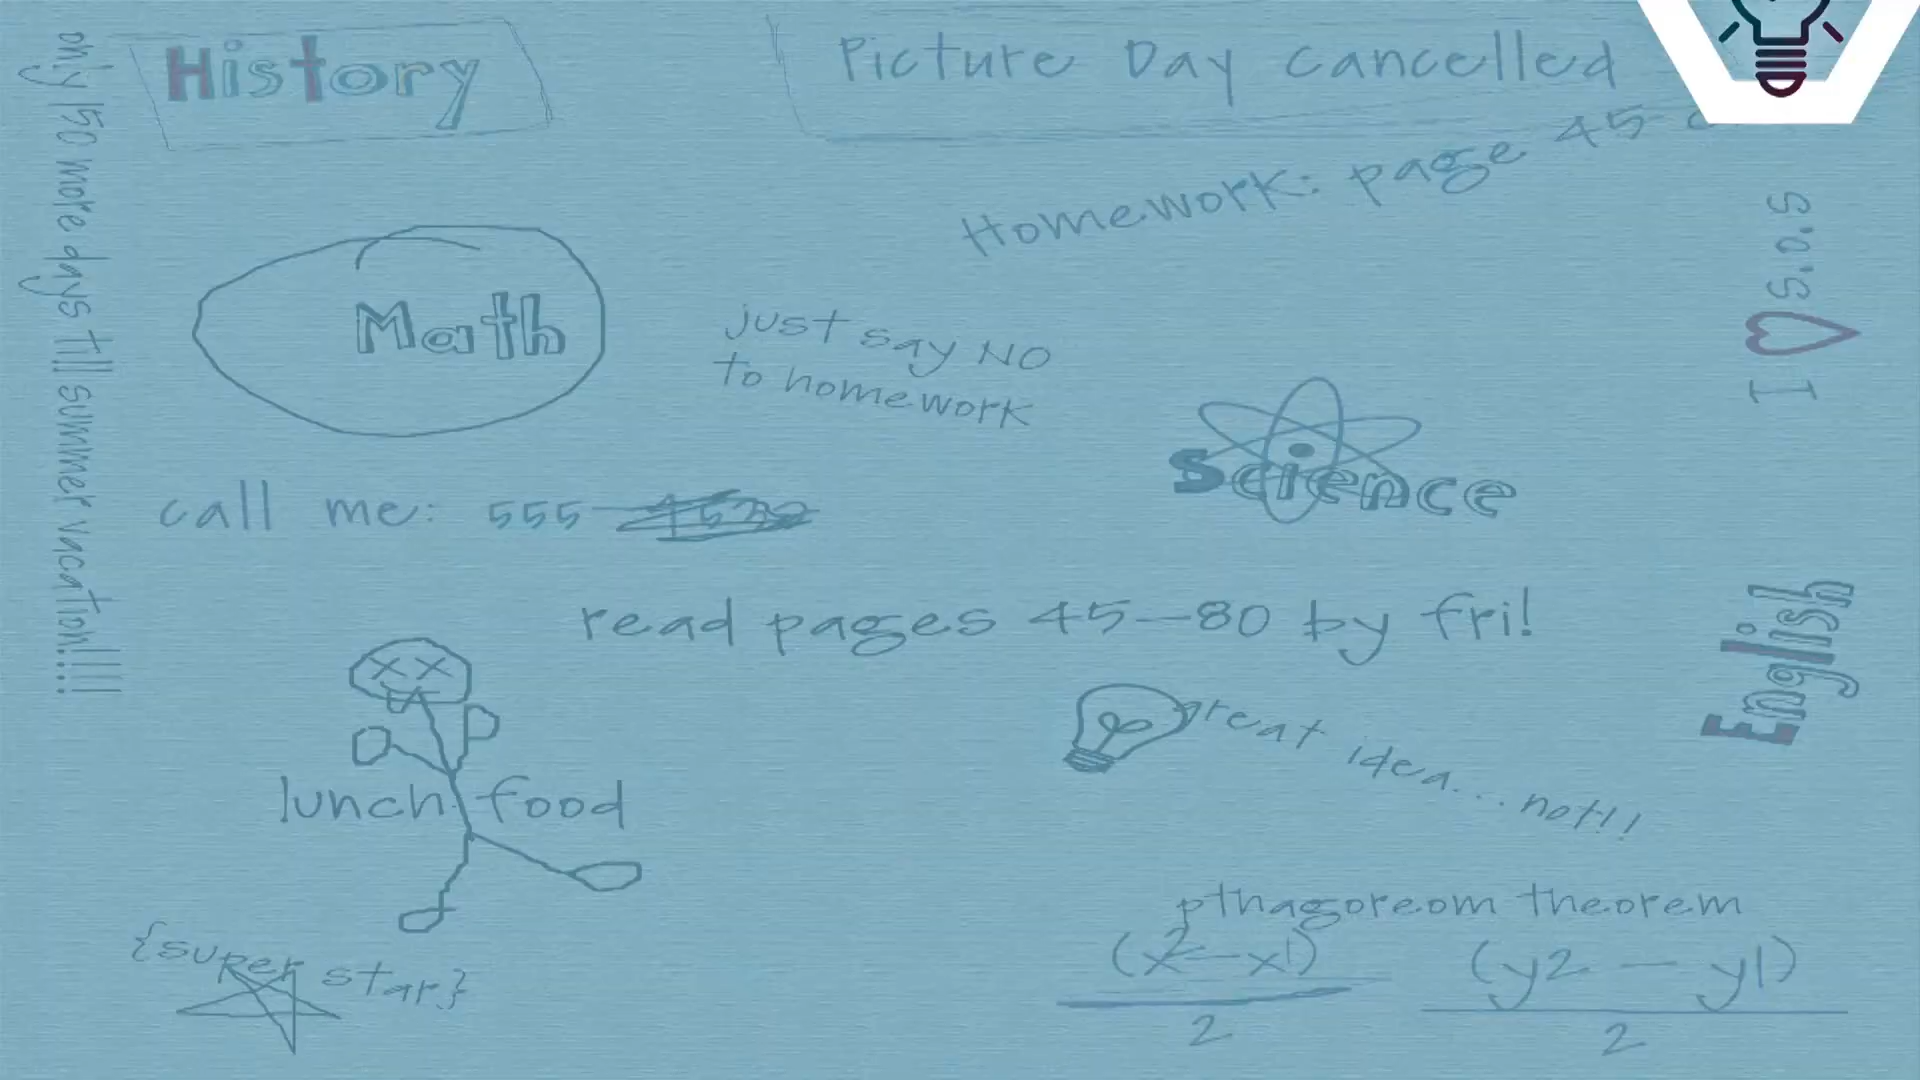 History
Picture Day cancelled
only 150 more days till summer vacation!!!!!
Homework: page 45-
I s.o.s
Math
just say NO
to homework
Science
call me: 555-
English
read pages 45-80 by fri!
great idea... not!!
lunch food
pthagoreom theorem
{super star}
(x2-x1) (y2 - y1)
2 2